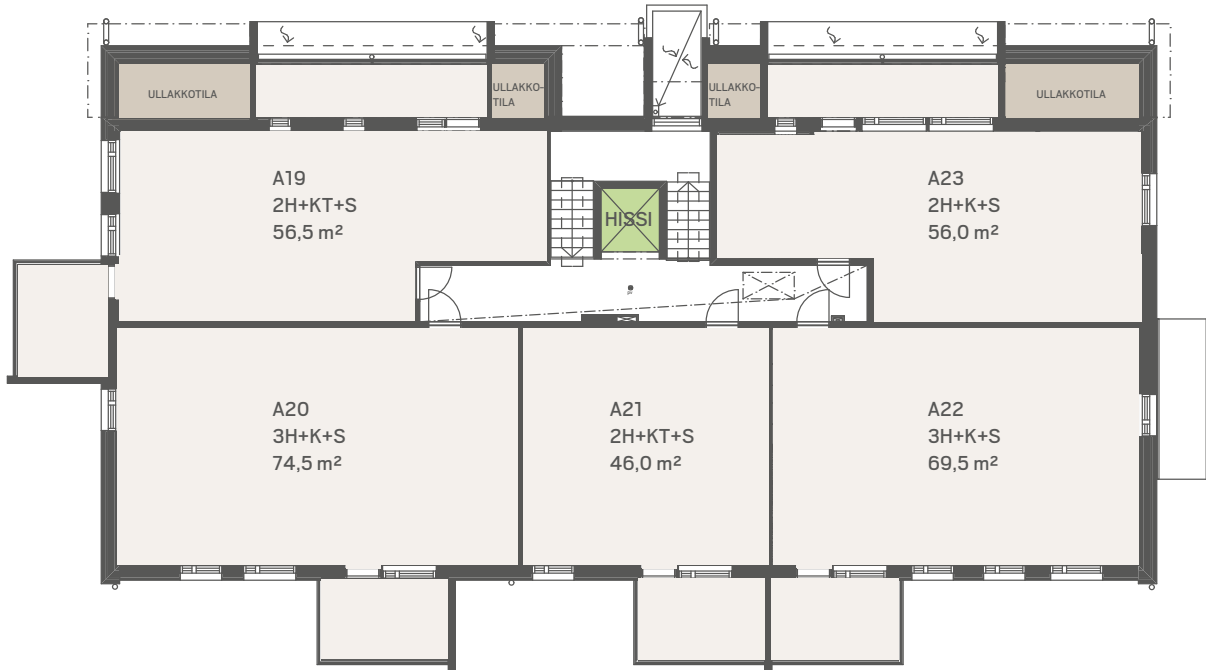 ULLAKKOTILA
ULLAKKO-
TILA
ULLAKKO-
TILA
ULLAKKOTILA
A19
2H+KT+S
56,5 m²
HISSI
A23
2H+K+S
56,0 m²
A20
3H+K+S
74,5 m²
A21
2H+KT+S
46,0 m²
A22
3H+K+S
69,5 m²